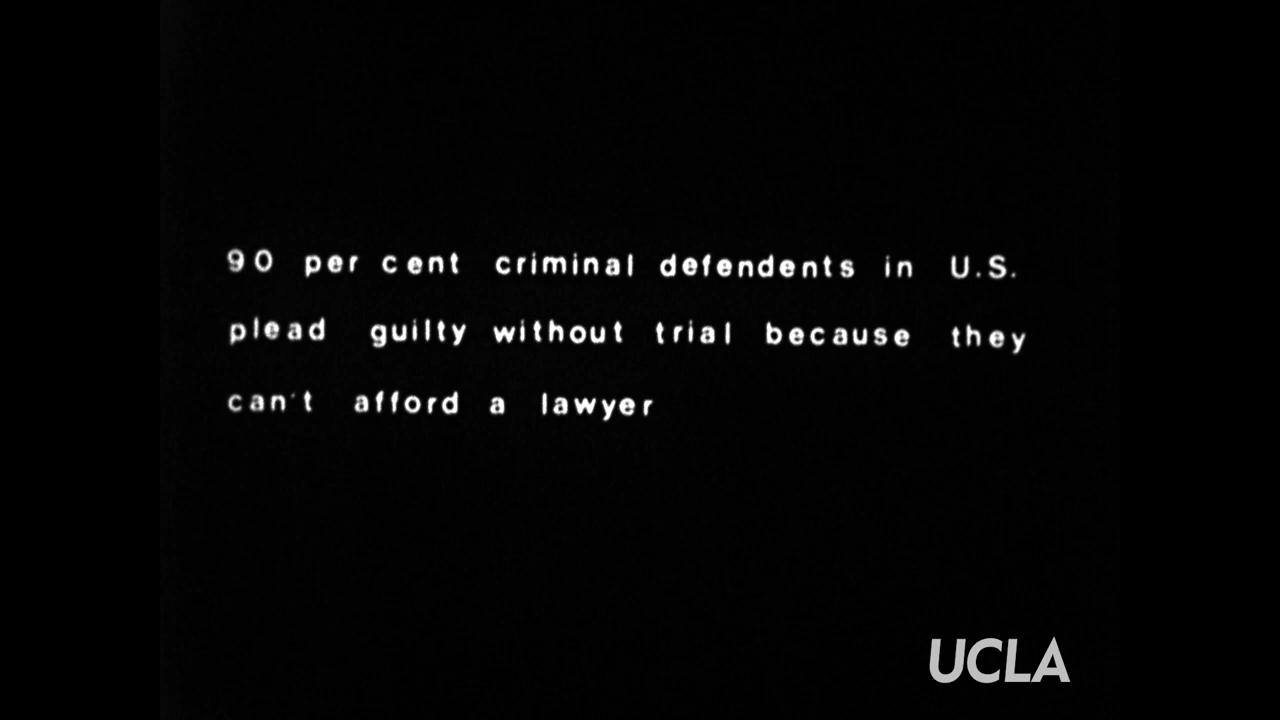 90 per cent criminal defendents in U.S.
plead guilty without trial because they
can't afford a lawyer
UCLA